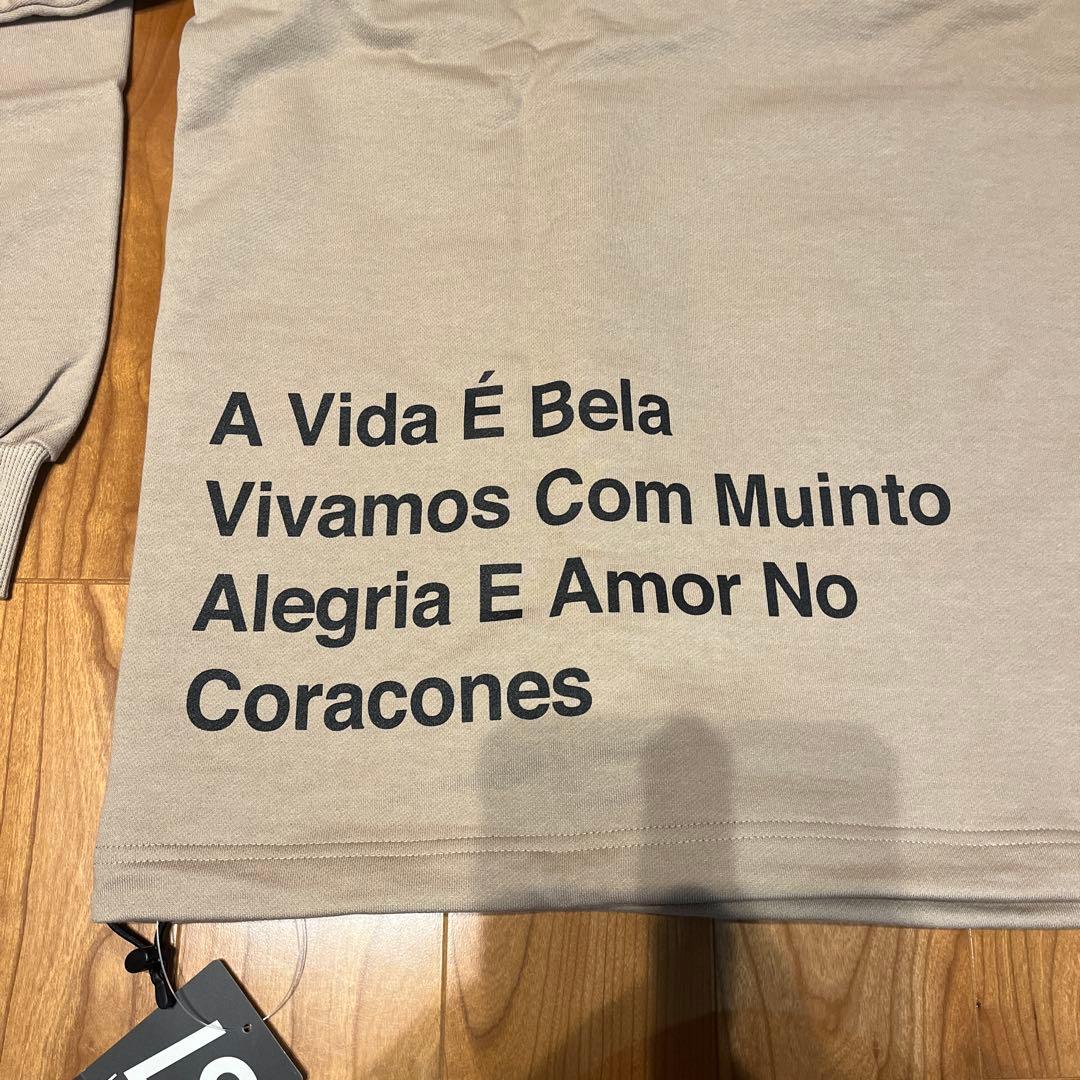 A Vida É Bela
Vivamos Com Muinto
Alegria E Amor No
Coracones